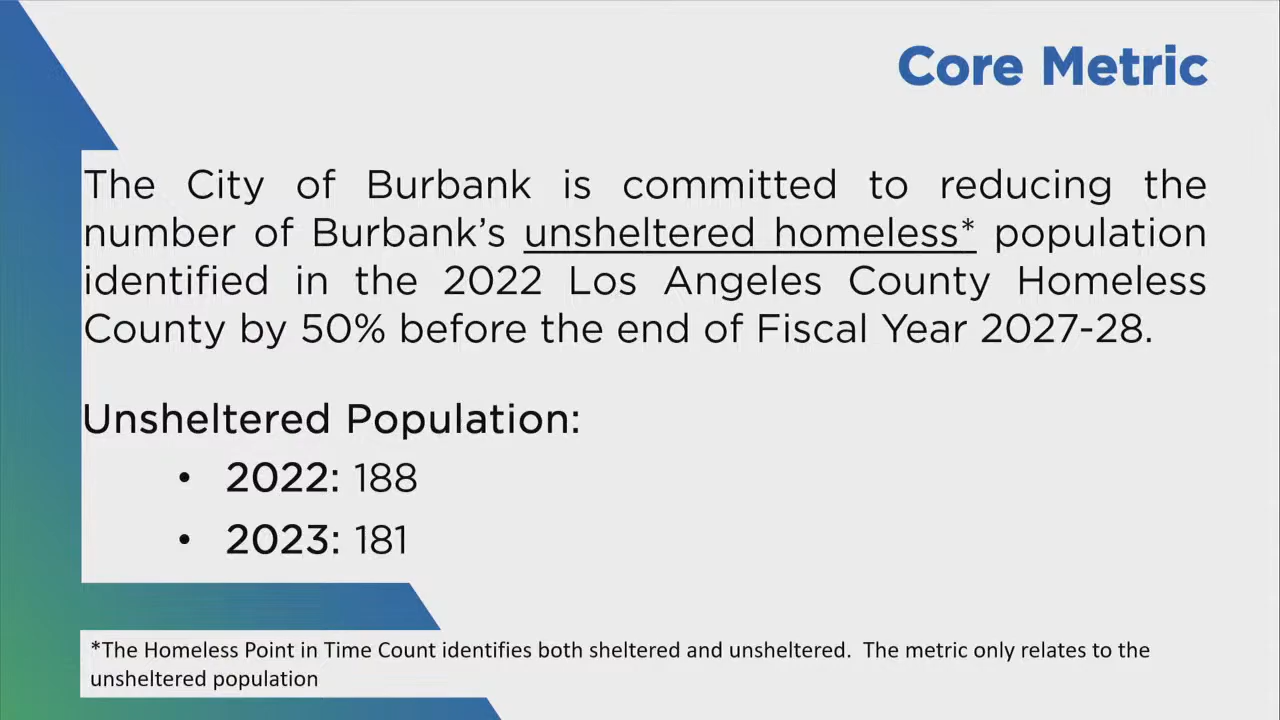 Core Metric
The City of Burbank is committed to reducing the
number of Burbank’s unsheltered homeless* population
identified in the 2022 Los Angeles County Homeless
County by 50% before the end of Fiscal Year 2027-28.
Unsheltered Population:
• 2022: 188
• 2023: 181
*The Homeless Point in Time Count identifies both sheltered and unsheltered. The metric only relates to the
unsheltered population